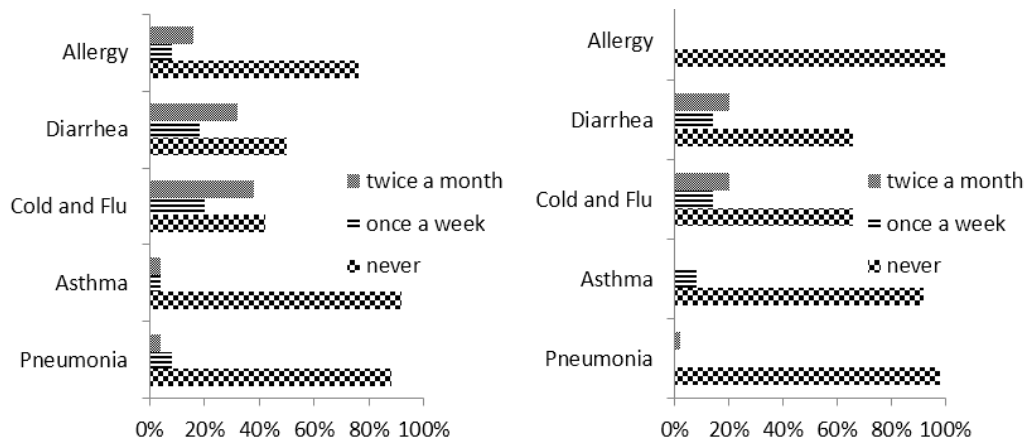 Allergy
Diarrhea
Cold and Flu
Asthma
Pneumonia
twice a month
once a week
never
0% 20% 40% 60% 80% 100%
Allergy
Diarrhea
Cold and Flu
Asthma
Pneumonia
twice a month
once a week
never
0% 20% 40% 60% 80% 100%